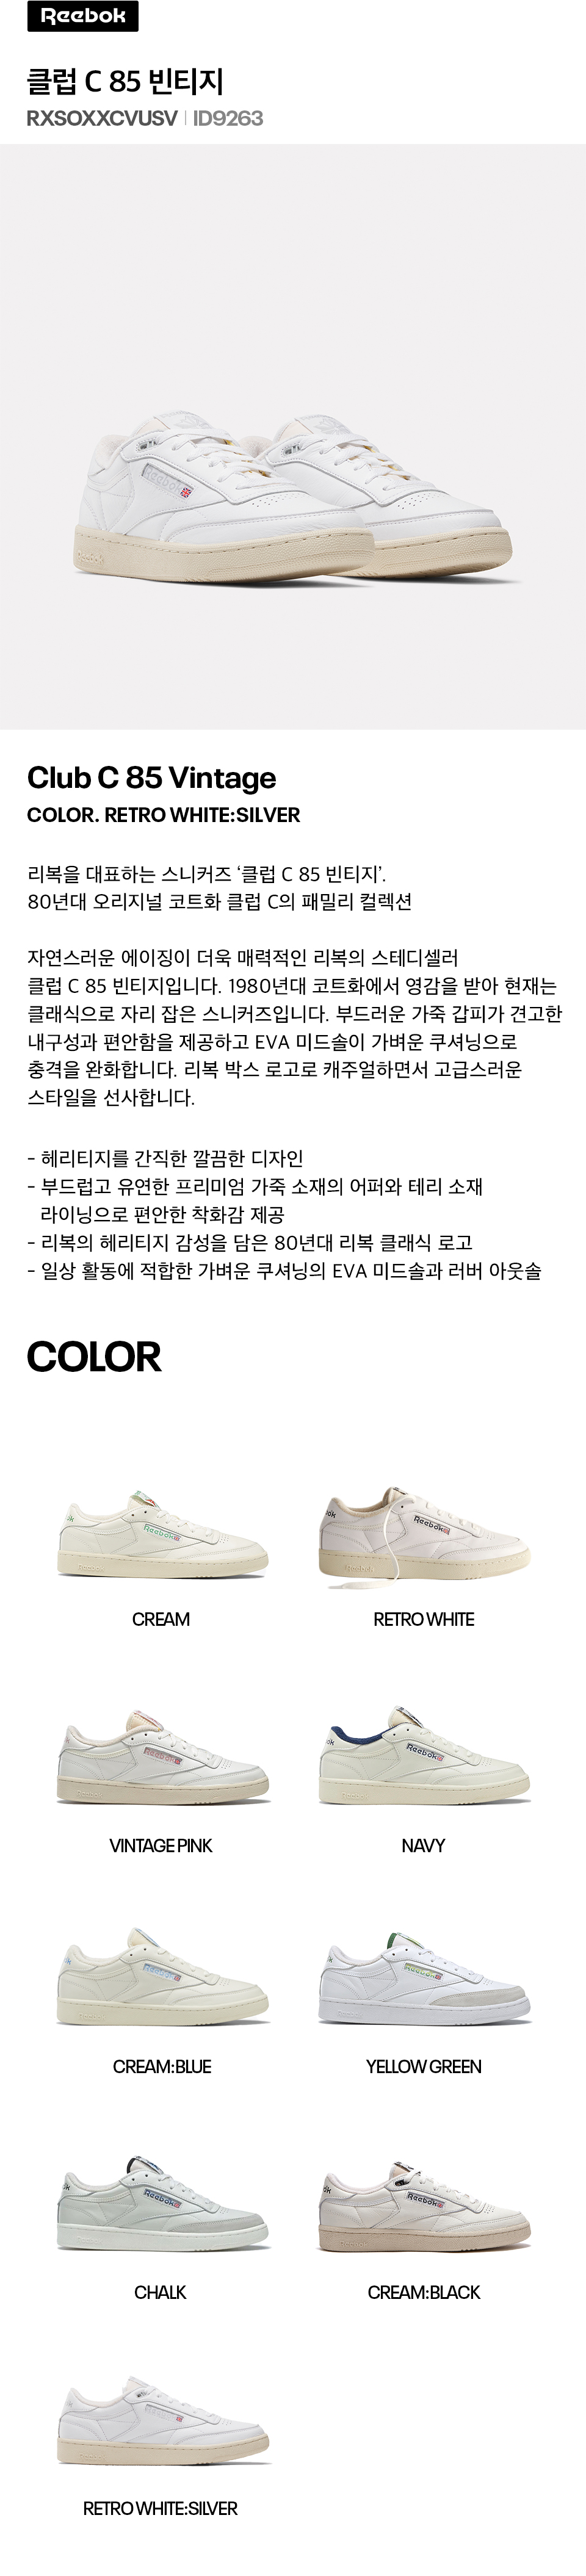 Reebok
클럽 C 85 빈티지
RXSOXXCVUSV | ID9263
Reebok
Reebok
Club C 85 Vintage
COLOR. RETRO WHITE:SILVER
리복을 대표하는 스니커즈 ‘클럽 C 85 빈티지’.
80년대 오리지널 코트화 클럽 C의 패밀리 컬렉션
자연스러운 에이징이 더욱 매력적인 리복의 스테디셀러
클럽 C 85 빈티지입니다. 1980년대 코트화에서 영감을 받아 현재는
클래식으로 자리 잡은 스니커즈입니다. 부드러운 가죽 갑피가 견고한
내구성과 편안함을 제공하고 EVA 미드솔이 가벼운 쿠셔닝으로
충격을 완화합니다. 리복 박스 로고로 캐주얼하면서 고급스러운
스타일을 선사합니다.
- 헤리티지를 간직한 깔끔한 디자인
- 부드럽고 유연한 프리미엄 가죽 소재의 어퍼와 테리 소재
라이닝으로 편안한 착화감 제공
- 리복의 헤리티지 감성을 담은 80년대 리복 클래식 로고
- 일상 활동에 적합한 가벼운 쿠셔닝의 EVA 미드솔과 러버 아웃솔
COLOR
Reebok
Reebok
CREAM
RETRO WHITE
Reebok
Reebok
VINTAGE PINK
NAVY
Reebok
Reebok
CREAM:BLUE
YELLOW GREEN
Reebok
Reebok
CHALK
CREAM:BLACK
Reebok
RETRO WHITE:SILVER